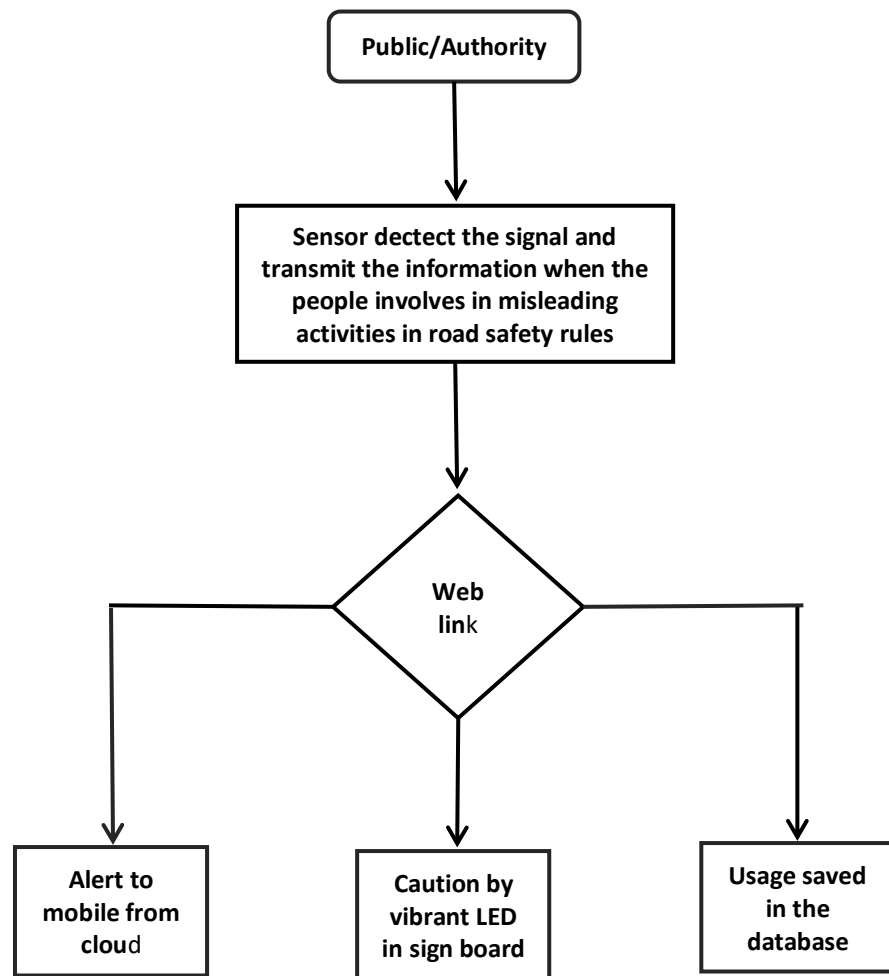 Public/Authority
Sensor dectect the signal and
transmit the information when the
people involves in misleading
activities in road safety rules
Web
link
Alert to
mobile from
cloud
Caution by
vibrant LED
in sign board
Usage saved
in the
database